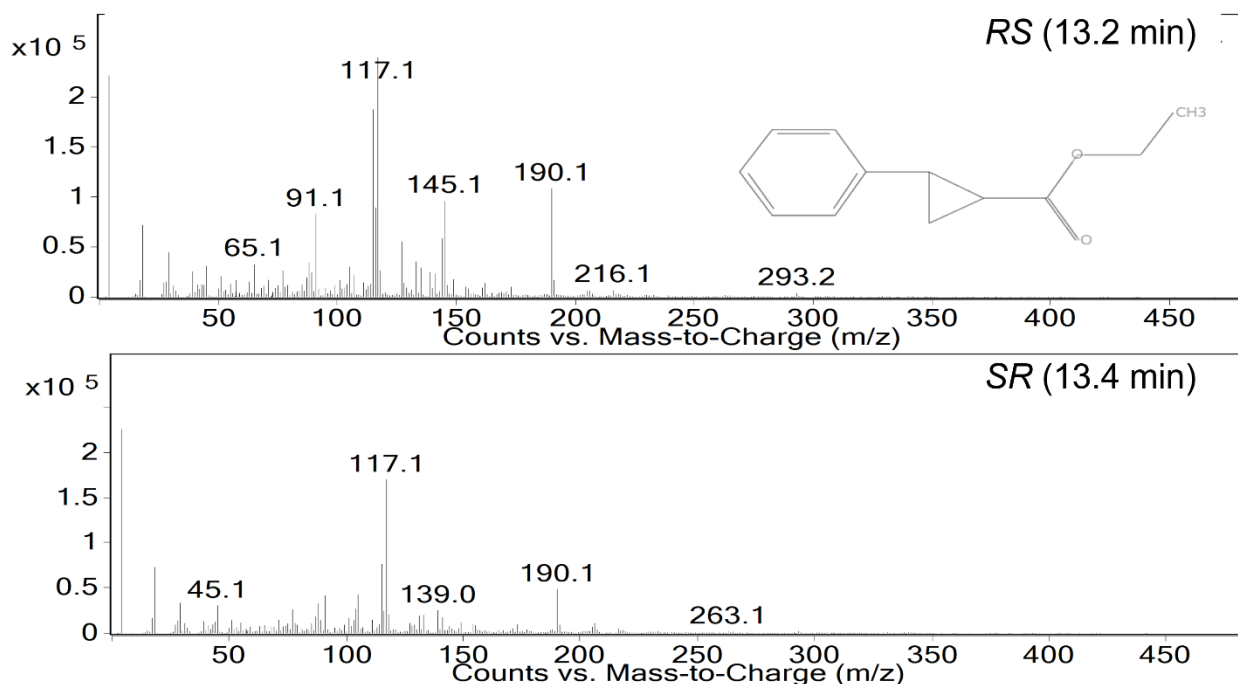 x10 5
RS (13.2 min)
2
1.5
1
0.5
0
117.1
190.1
145.1
91.1
65.1
216.1
293.2
CH3
O
O
50 100 150 200 250 300 350 400 450
Counts vs. Mass-to-Charge (m/z)
x10 5
SR (13.4 min)
2
1.5
1
0.5
0
117.1
190.1
45.1
139.0
263.1
50 100 150 200 250 300 350 400 450
Counts vs. Mass-to-Charge (m/z)